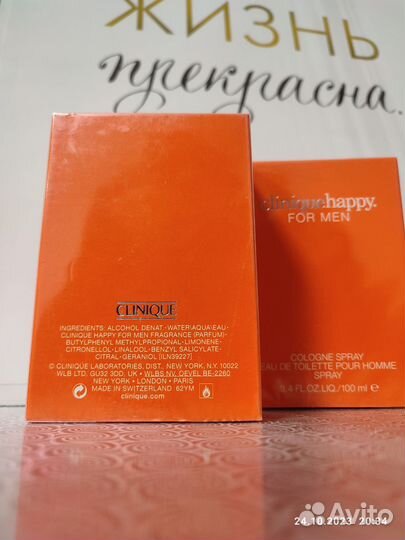 ЖИЗНЬ
прекрасна.
CLINIQUE
INGREDIENTS: ALCOHOL DENAT.•WATER\AQUA\EAU•
CLINIQUE HAPPY FOR MEN FRAGRANCE (PARFUM)•
BUTYLPHENYL METHYLPROPIONAL•LIMONENE•
CITRONELLOL•LINALOOL•BENZYL SALICYLATE•
CITRAL•GERANIOL [ILN39227]
© CLINIQUE LABORATORIES, DIST. NEW YORK, N.Y. 10022
WLB LTD. GU32 3DD, UK • WLBS NV, OEVEL BE-2260
NEW YORK • LONDON • PARIS
MADE IN SWITZERLAND 62YM
clinique.com
cliniquehappy.
FOR MEN
COLOGNE SPRAY
EAU DE TOILETTE POUR HOMME
SPRAY
3.4 FL.OZ.LIQ./100 ml e
24.10.2023 20:34
Avito